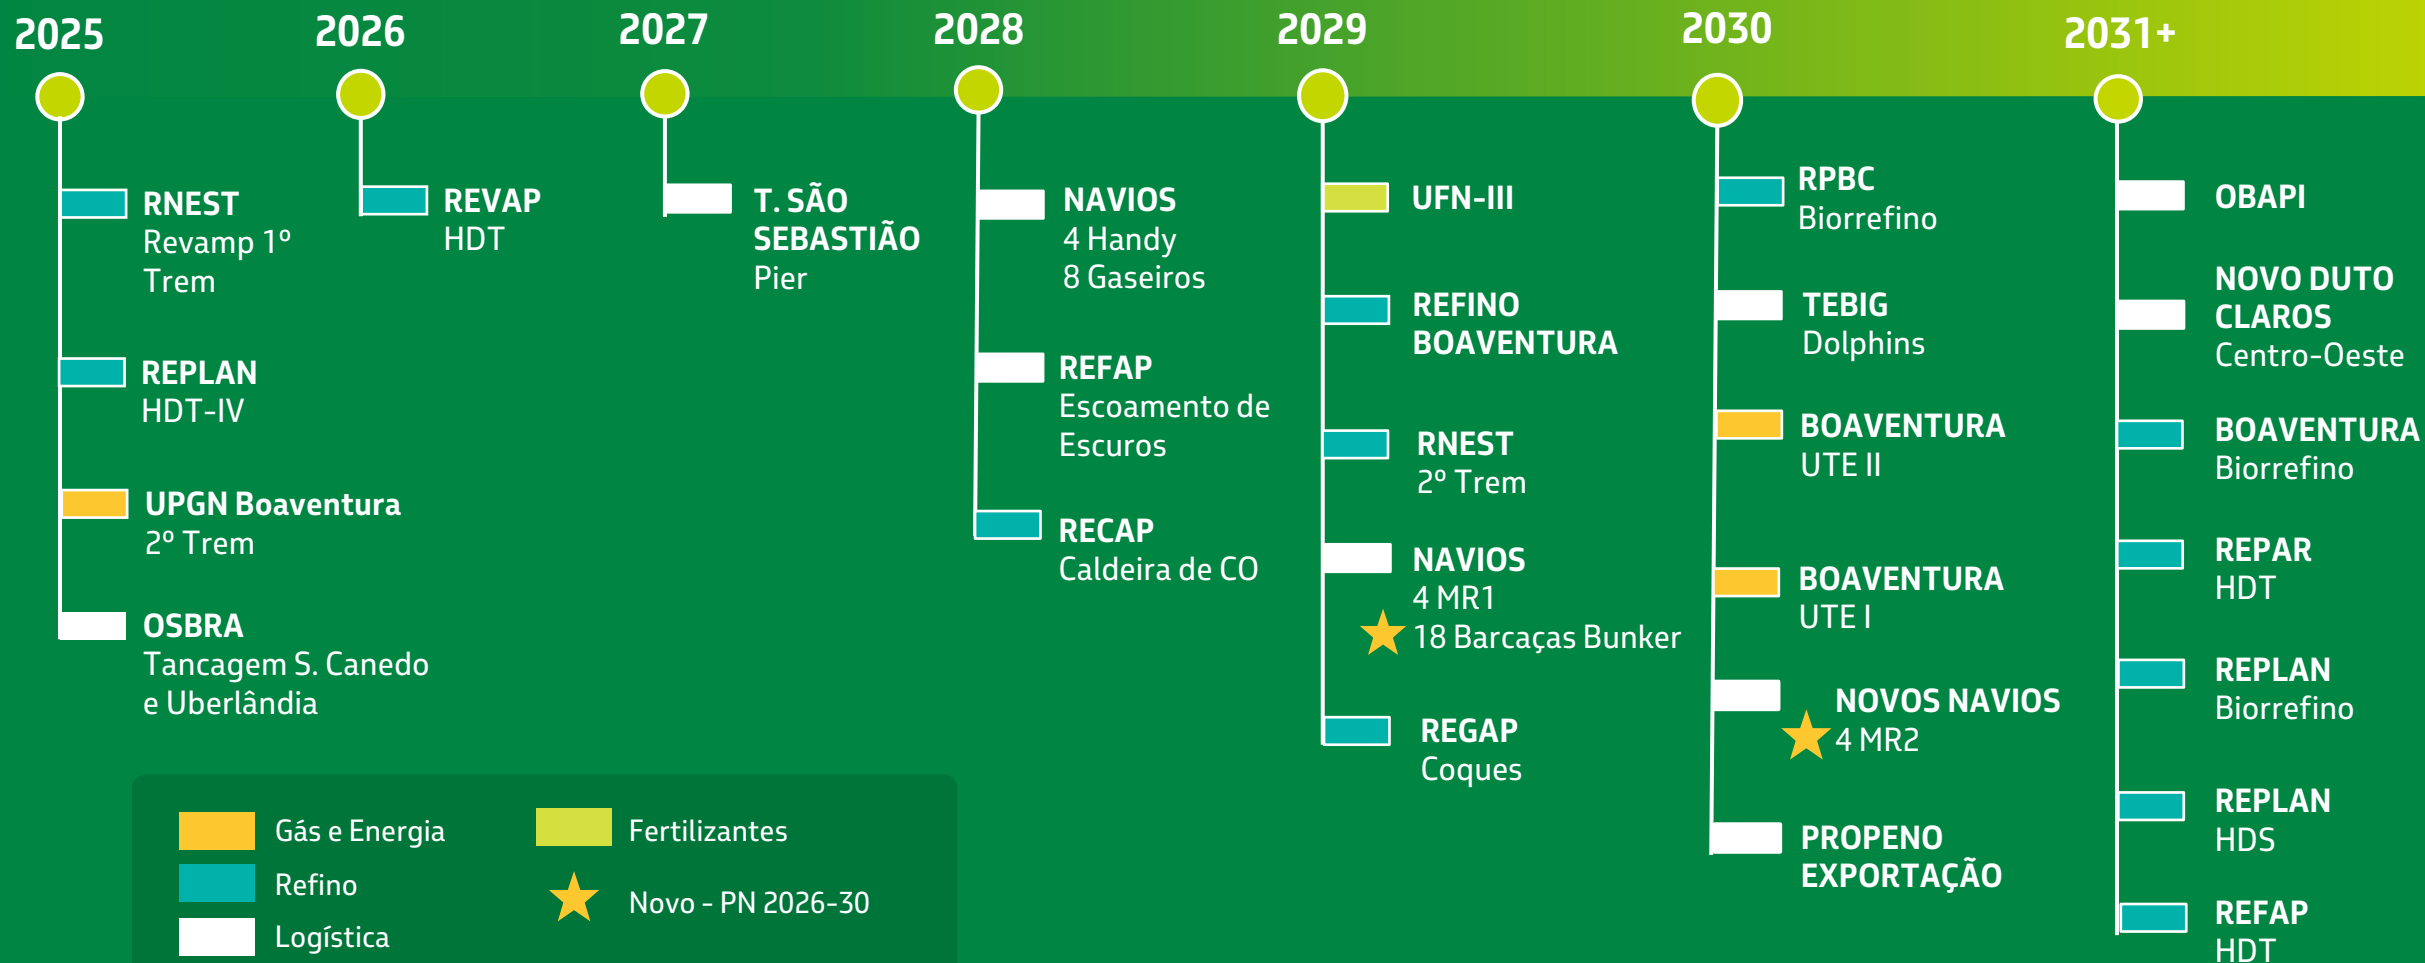 2025
2026
2027
2028
2029
2030
2031+
RNEST
Revamp 1º
Trem
REPLAN
HDT-IV
UPGN Boaventura
2º Trem
OSBRA
Tancagem S. Canedo
e Uberlândia
REVAP
HDT
T. SÃO
SEBASTIÃO
Pier
NAVIOS
4 Handy
8 Gaseiros
REFAP
Escoamento de
Escuros
RECAP
Caldeira de CO
UFN-III
REFINO
BOAVENTURA
RNEST
2º Trem
NAVIOS
4 MR1
18 Barcaças Bunker
REGAP
Coques
RPBC
Biorrefino
TEBIG
Dolphins
BOAVENTURA
UTE II
BOAVENTURA
UTE I
NOVOS NAVIOS
4 MR2
PROPENO
EXPORTAÇÃO
OBAPI
NOVO DUTO
CLAROS
Centro-Oeste
BOAVENTURA
Biorrefino
REPAR
HDT
REPLAN
Biorrefino
REPLAN
HDS
REFAP
HDT
Gás e Energia
Refino
Logística
Fertilizantes
Novo - PN 2026-30